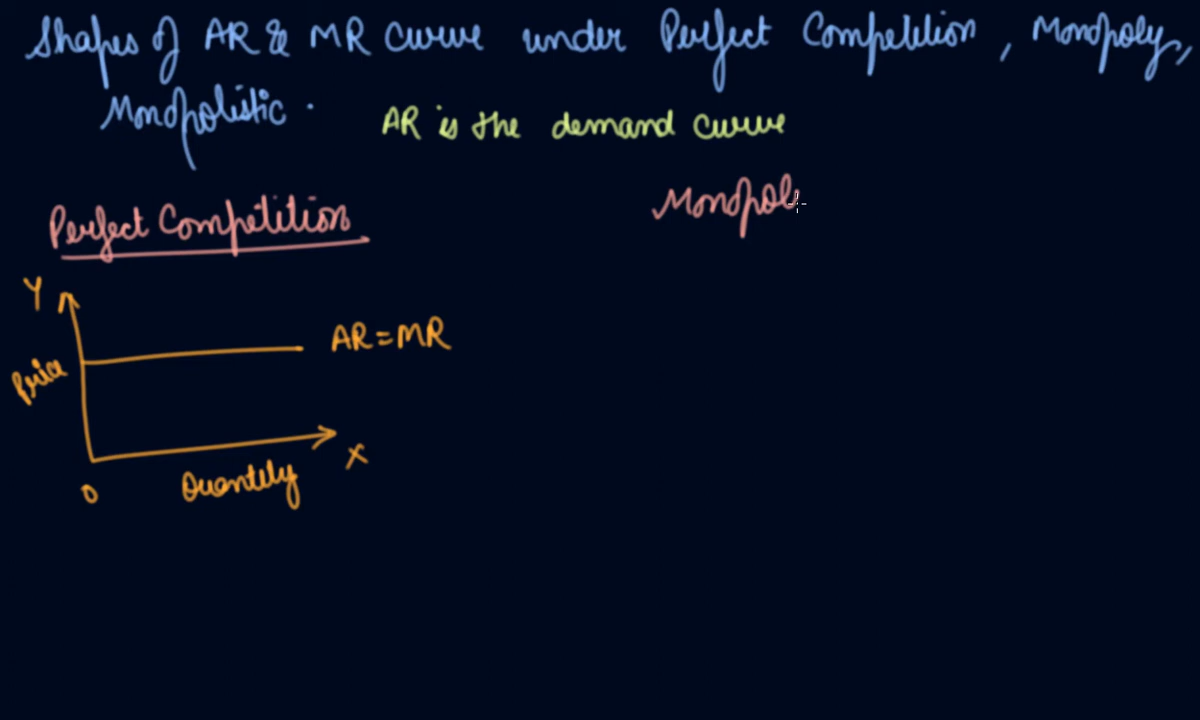 Shapes of AR & MR curve under Perfect Competition, Monopoly,
Monopolistic.
AR is the demand curve
Perfect Competition
Monopol
Y
Price
AR = MR
X
0
Quantity